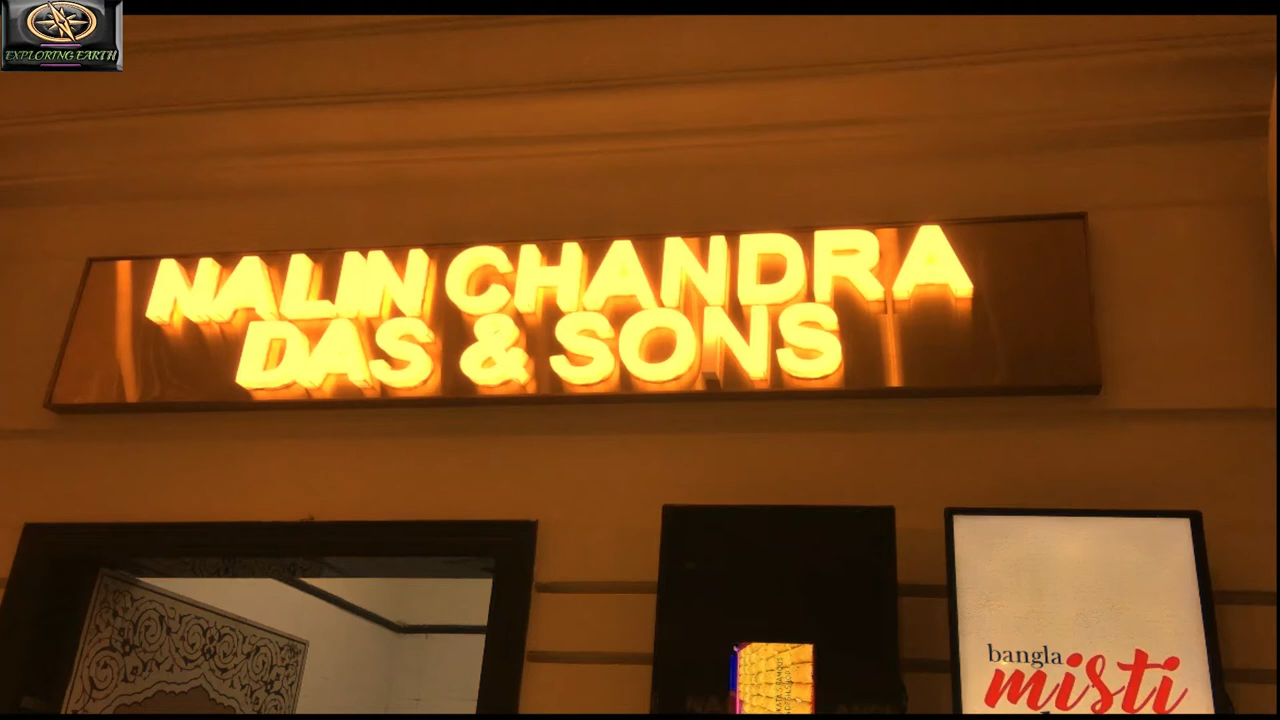 EXPLORING EARTH
NALIN CHANDRA
DAS & SONS
bangla
misti